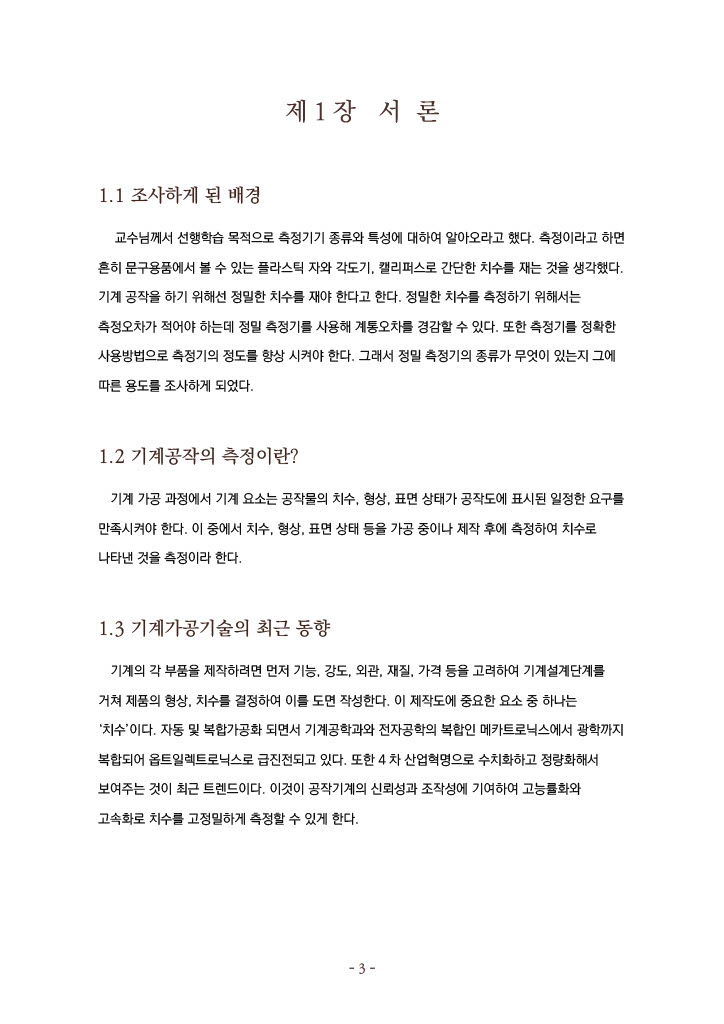 제 1 장 서 론
1.1 조사하게 된 배경
교수님께서 선행학습 목적으로 측정기기 종류와 특성에 대하여 알아오라고 했다. 측정이라고 하면
흔히 문구용품에서 볼 수 있는 플라스틱 자와 각도기, 캘리퍼스로 간단한 치수를 재는 것을 생각했다.
기계 공작을 하기 위해선 정밀한 치수를 재야 한다고 한다. 정밀한 치수를 측정하기 위해서는
측정오차가 적어야 하는데 정밀 측정기를 사용해 계통오차를 경감할 수 있다. 또한 측정기를 정확한
사용방법으로 측정기의 정도를 향상 시켜야 한다. 그래서 정밀 측정기의 종류가 무엇이 있는지 그에
따른 용도를 조사하게 되었다.
1.2 기계공작의 측정이란?
기계 가공 과정에서 기계 요소는 공작물의 치수, 형상, 표면 상태가 공작도에 표시된 일정한 요구를
만족시켜야 한다. 이 중에서 치수, 형상, 표면 상태 등을 가공 중이나 제작 후에 측정하여 치수로
나타낸 것을 측정이라 한다.
1.3 기계가공기술의 최근 동향
기계의 각 부품을 제작하려면 먼저 기능, 강도, 외관, 재질, 가격 등을 고려하여 기계설계단계를
거쳐 제품의 형상, 치수를 결정하여 이를 도면 작성한다. 이 제작도에 중요한 요소 중 하나는
‘치수’이다. 자동 및 복합가공화 되면서 기계공학과와 전자공학의 복합인 메카트로닉스에서 광학까지
복합되어 옵트일렉트로닉스로 급진전되고 있다. 또한 4 차 산업혁명으로 수치화하고 정량화해서
보여주는 것이 최근 트렌드이다. 이것이 공작기계의 신뢰성과 조작성에 기여하여 고능률화와
고속화로 치수를 고정밀하게 측정할 수 있게 한다.
- 3 -